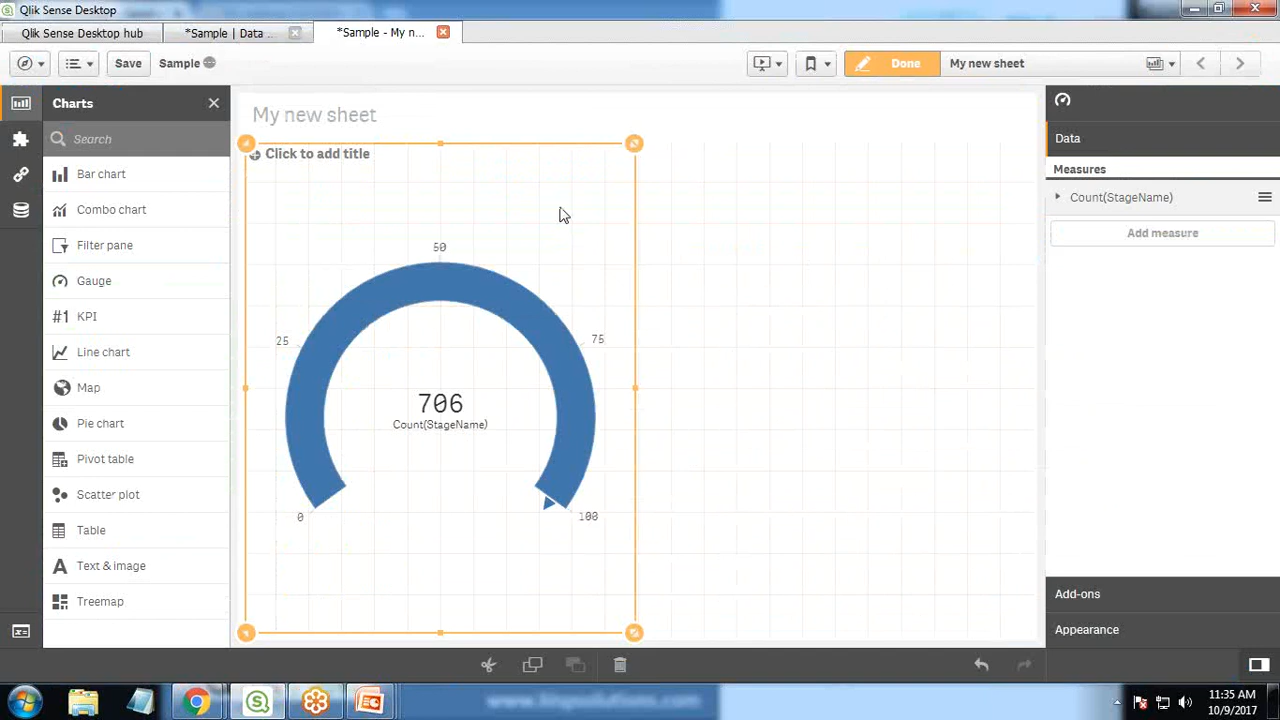 Qlik Sense Desktop
Qlik Sense Desktop hub
*Sample | Data ...
*Sample - My n...
Save
Sample
Done
My new sheet
Charts
Search
Bar chart
Combo chart
Filter pane
Gauge
#1 KPI
Line chart
Map
Pie chart
Pivot table
Scatter plot
Table
A Text & image
Treemap
My new sheet
Click to add title
50
25
75
706
Count(StageName)
0
100
Data
Measures
Count(StageName)
Add measure
Add-ons
Appearance
11:35 AM
10/9/2017